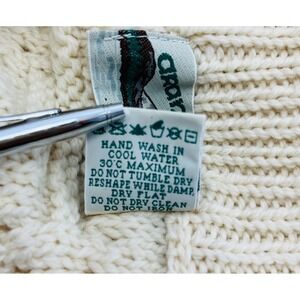 HAND WASH IN
COOL WATER
30°C MAXIMUM
DO NOT TUMBLE DRY
RESHAPE WHILE DAMP
DRY FLAT
DO NOT DRY CLEAN
DO NOT IRON